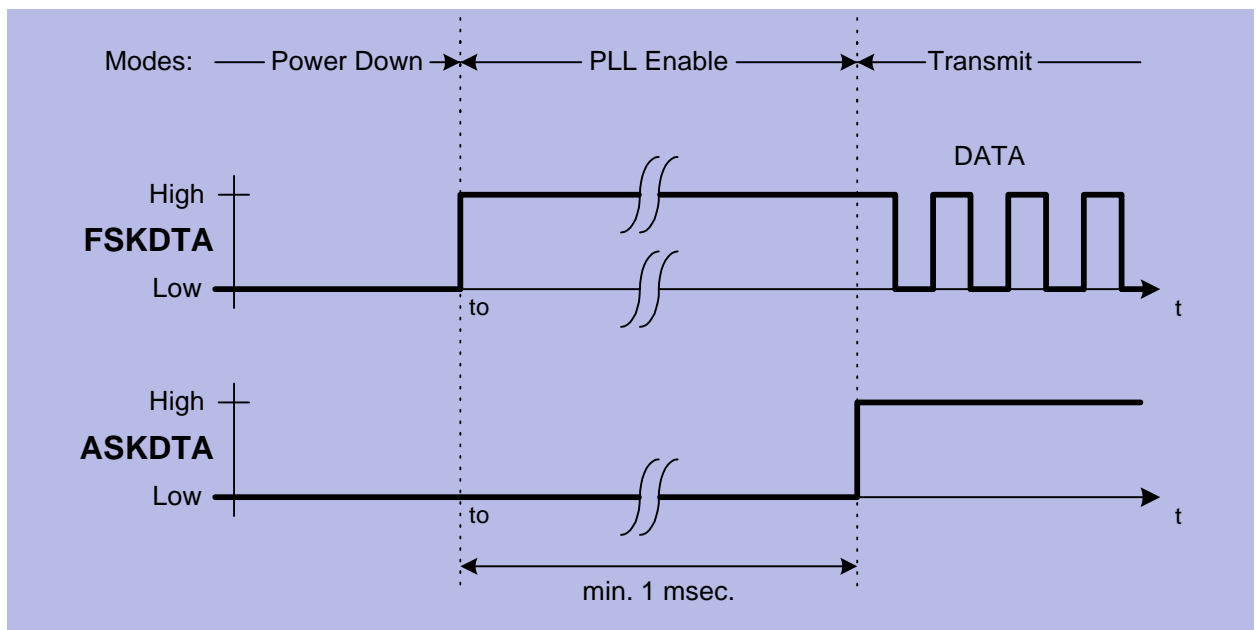 Modes: Power Down PLL Enable Transmit
DATA
High
FSKDTA
Low
to
t
High
ASKDTA
Low
to
t
min. 1 msec.